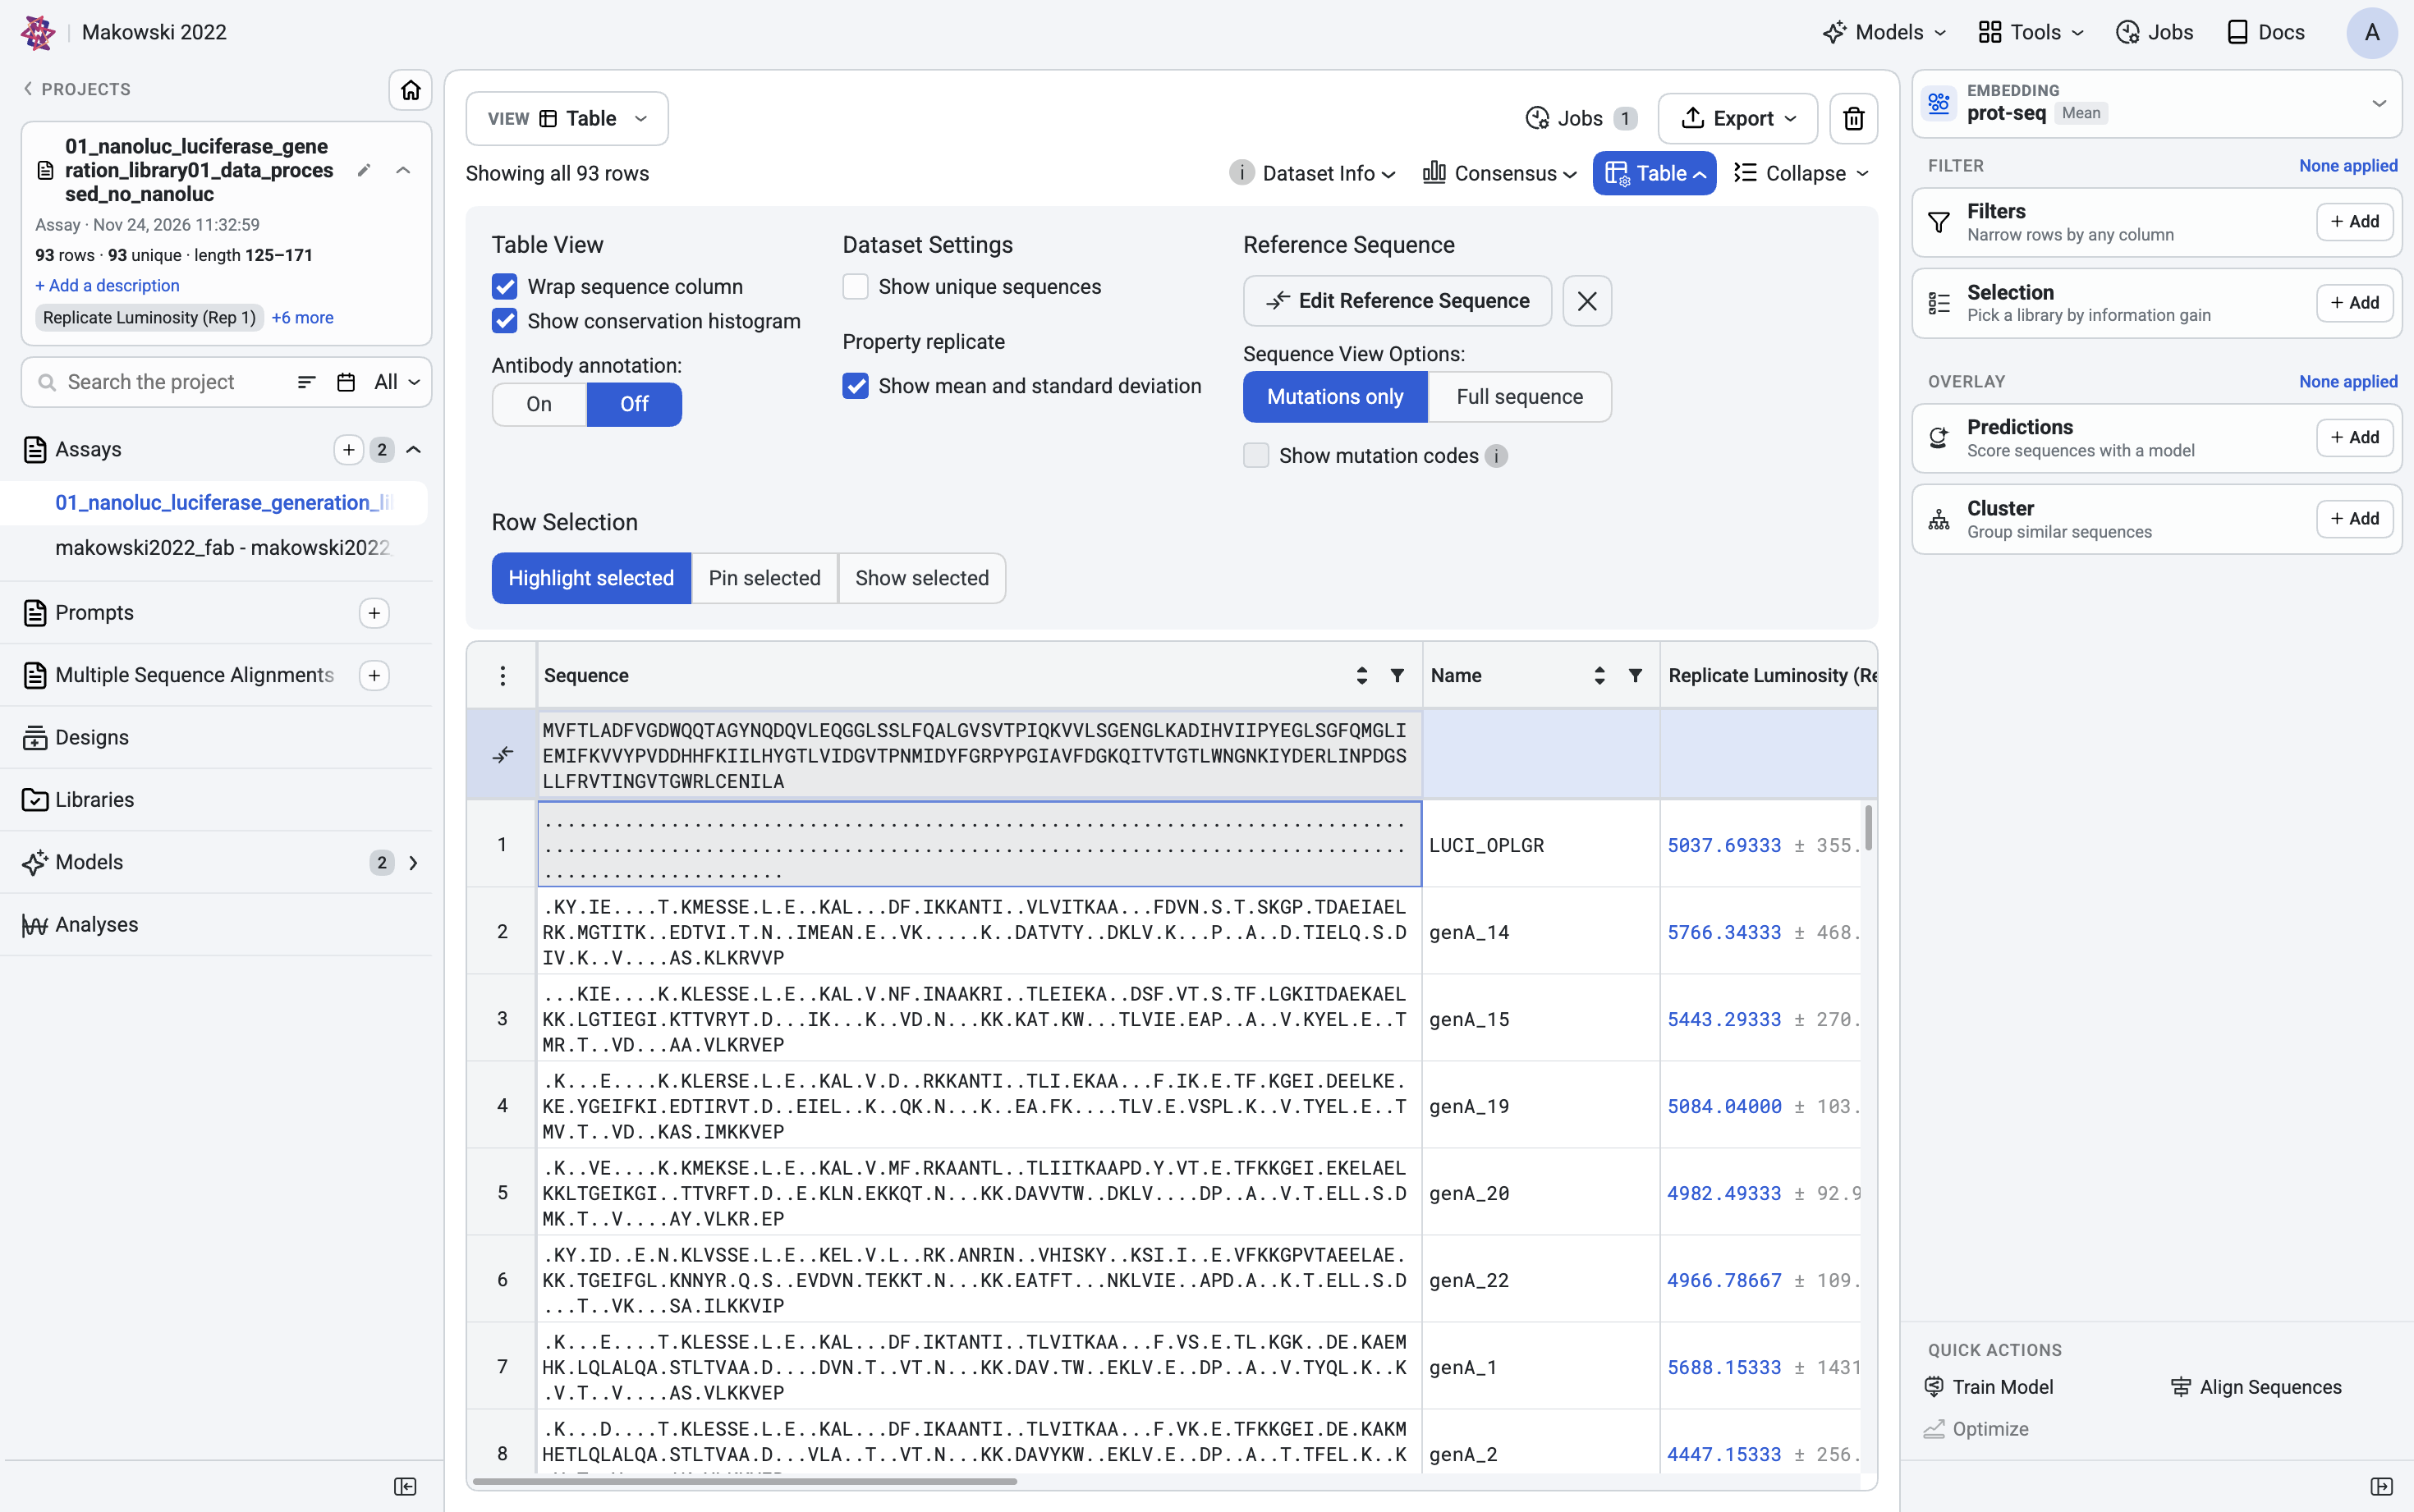 Makowski 2022
Models
Tools
Jobs
Docs
A
PROJECTS
01_nanoluc_luciferase_gene
ration_library01_data_proces
sed_no_nanoluc
Assay · Nov 24, 2026 11:32:59
93 rows · 93 unique · length 125–171
+ Add a description
Replicate Luminosity (Rep 1) +6 more
Search the project
All
Assays
2
01_nanoluc_luciferase_generation_li
makowski2022_fab - makowski2022_
Prompts
Multiple Sequence Alignments
Designs
Libraries
Models
2
Analyses
VIEW Table
Jobs 1
Export
Showing all 93 rows
Dataset Info
Consensus
Table
Collapse
Table View
Wrap sequence column
Show conservation histogram
Antibody annotation:
On
Off
Dataset Settings
Show unique sequences
Property replicate
Show mean and standard deviation
Reference Sequence
Edit Reference Sequence
Sequence View Options:
Mutations only
Full sequence
Show mutation codes
Row Selection
Highlight selected
Pin selected
Show selected
Sequence
Name
Replicate Luminosity (Re
MVFTLADFVGDWQQTAGYNQDQVLEQGGLSSLFQALGVSVTPIQKVVLSGENGLKADIHVIIPYEGLSGFQMGLI
EMIFKVVYPVDDHHFKIILHYGTLVIDGVTPNMIDYFGRPYPGIAVFDGKQITVTGTLWNGNKIYDERLINPDGS
LLFRVTINGVTGWRLCENILA
1
...........................................................................
...........................................................................
.....................
LUCI_OPLGR
5037.69333 ± 355.
2
.KY.IE....T.KMESSE.L.E..KAL...DF.IKKANTI..VLVITKAA...FDVN.S.T.SKGP.TDAEIAEL
RK.MGTITK..EDTVI.T.N..IMEAN.E..VK.....K..DATVTY..DKLV.K...P..A..D.TIELQ.S.D
IV.K..V....AS.KLKRVVP
genA_14
5766.34333 ± 468.
3
...KIE....K.KLESSE.L.E..KAL.V.NF.INAAKRI..TLEIEKA..DSF.VT.S.TF.LGKITDAEKAEL
KK.LGTIEGI.KTTVRYT.D...IK...K..VD.N...KK.KAT.KW...TLVIE.EAP..A..V.KYEL.E..T
MR.T..VD...AA.VLKRVEP
genA_15
5443.29333 ± 270.
4
.K...E....K.KLERSE.L.E..KAL.V.D..RKKANTI..TLI.EKAA...F.IK.E.TF.KGEI.DEELKE.
KE.YGEIFKI.EDTIRVT.D..EIEL..K..QK.N...K..EA.FK....TLV.E.VSPL.K..V.TYEL.E..T
MV.T..VD..KAS.IMKKVEP
genA_19
5084.04000 ± 103.
5
.K..VE....K.KMEKSE.L.E..KAL.V.MF.RKAANTL..TLIITKAAPD.Y.VT.E.TFKKGEI.EKELAEL
KKLTGEIKGI..TTVRFT.D..E.KLN.EKKQT.N...KK.DAVVTW..DKLV....DP..A..V.T.ELL.S.D
MK.T..V....AY.VLKR.EP
genA_20
4982.49333 ± 92.9
6
.KY.ID..E.N.KLVSSE.L.E..KEL.V.L..RK.ANRIN..VHISKY..KSI.I..E.VFKKGPVTAEELAE.
KK.TGEIFGL.KNNYR.Q.S..EVDVN.TEKKT.N...KK.EATFT...NKLVIE..APD.A..K.T.ELL.S.D
...T..VK...SA.ILKKVIP
genA_22
4966.78667 ± 109.
7
.K...E....T.KLESSE.L.E..KAL...DF.IKTANTI..TLVITKAA...F.VS.E.TL.KGK..DE.KAEM
HK.LQLALQA.STLTVAA.D....DVN.T..VT.N...KK.DAV.TW..EKLV.E..DP..A..V.TYQL.K..K
.V.T..V....AS.VLKKVEP
genA_1
5688.15333 ± 1431
8
.K...D....T.KLESSE.L.E..KAL...DF.IKAANTI..TLVITKAA...F.VK.E.TFKKGEI.DE.KAKM
HETLQLALQA.STLTVAA.D...VLA..T..VT.N...KK.DAVYKW..EKLV.E..DP..A..T.TFEL.K..K
genA_2
4447.15333 ± 256.
EMBEDDING
prot-seq Mean
FILTER
None applied
Filters
Narrow rows by any column
+ Add
Selection
Pick a library by information gain
+ Add
OVERLAY
None applied
Predictions
Score sequences with a model
+ Add
Cluster
Group similar sequences
+ Add
QUICK ACTIONS
Train Model
Align Sequences
Optimize